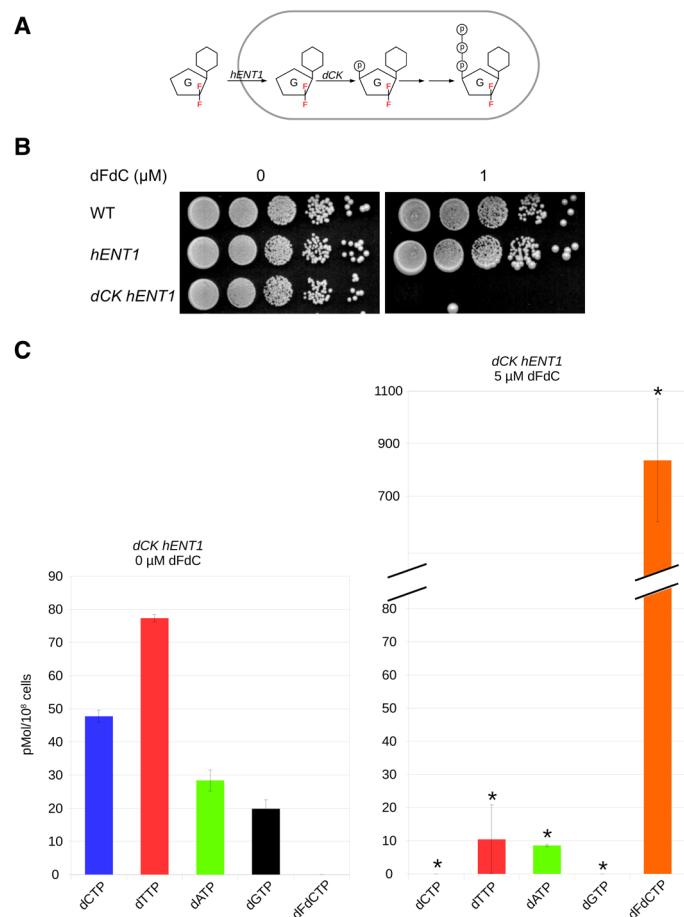 A
hENT1
dCK
G
G
G
G
F
F
F
F
F
F
F
F
P
P
P
P
B
dFdC (µM)
0
1
WT
hENT1
dCK hENT1
C
dCK hENT1
5 µM dFdC
1100
900
700
80
70
60
50
40
30
20
10
0
*
*
*
*
*
dCTP
dTTP
dATP
dGTP
dFdCTP
dCK hENT1
0 µM dFdC
pMol/10⁸ cells
90
80
70
60
50
40
30
20
10
0
dCTP
dTTP
dATP
dGTP
dFdCTP